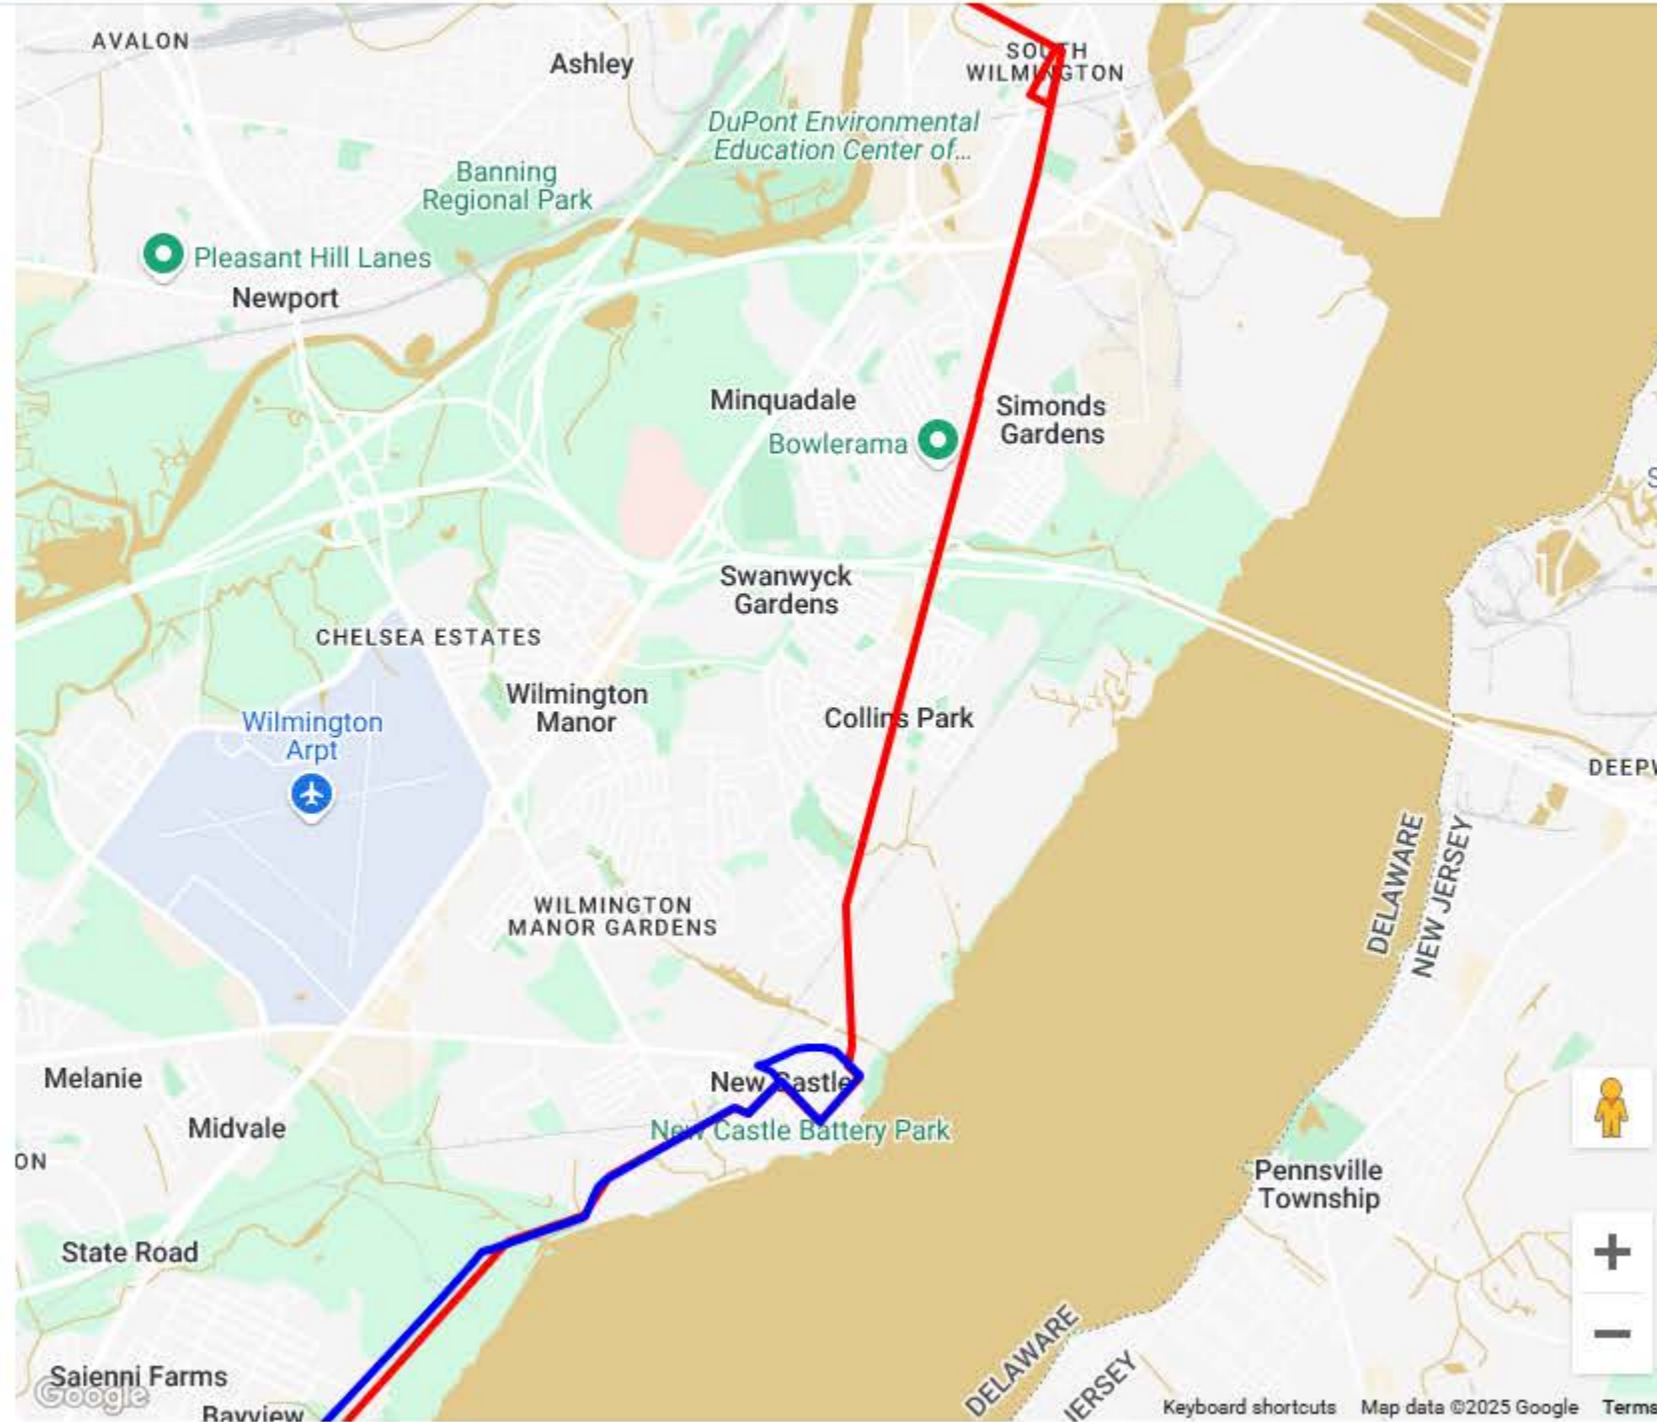 AVALON
Ashley
SOUTH
WILMINGTON
DuPont Environmental
Education Center of...
Banning
Regional Park
Pleasant Hill Lanes
Newport
Minquadale
Simonds
Gardens
Bowlerama
S
Swanwyck
Gardens
CHELSEA ESTATES
Wilmington
Manor
Collins Park
Wilmington
Arpt
DEEPW
DELAWARE
NEW JERSEY
WILMINGTON
MANOR GARDENS
Melanie
New Castle
Midvale
New Castle Battery Park
ON
Pennsville
Township
State Road
Saienni Farms
Google
Bayview
DELAWARE
JERSEY
Keyboard shortcuts Map data ©2025 Google Terms